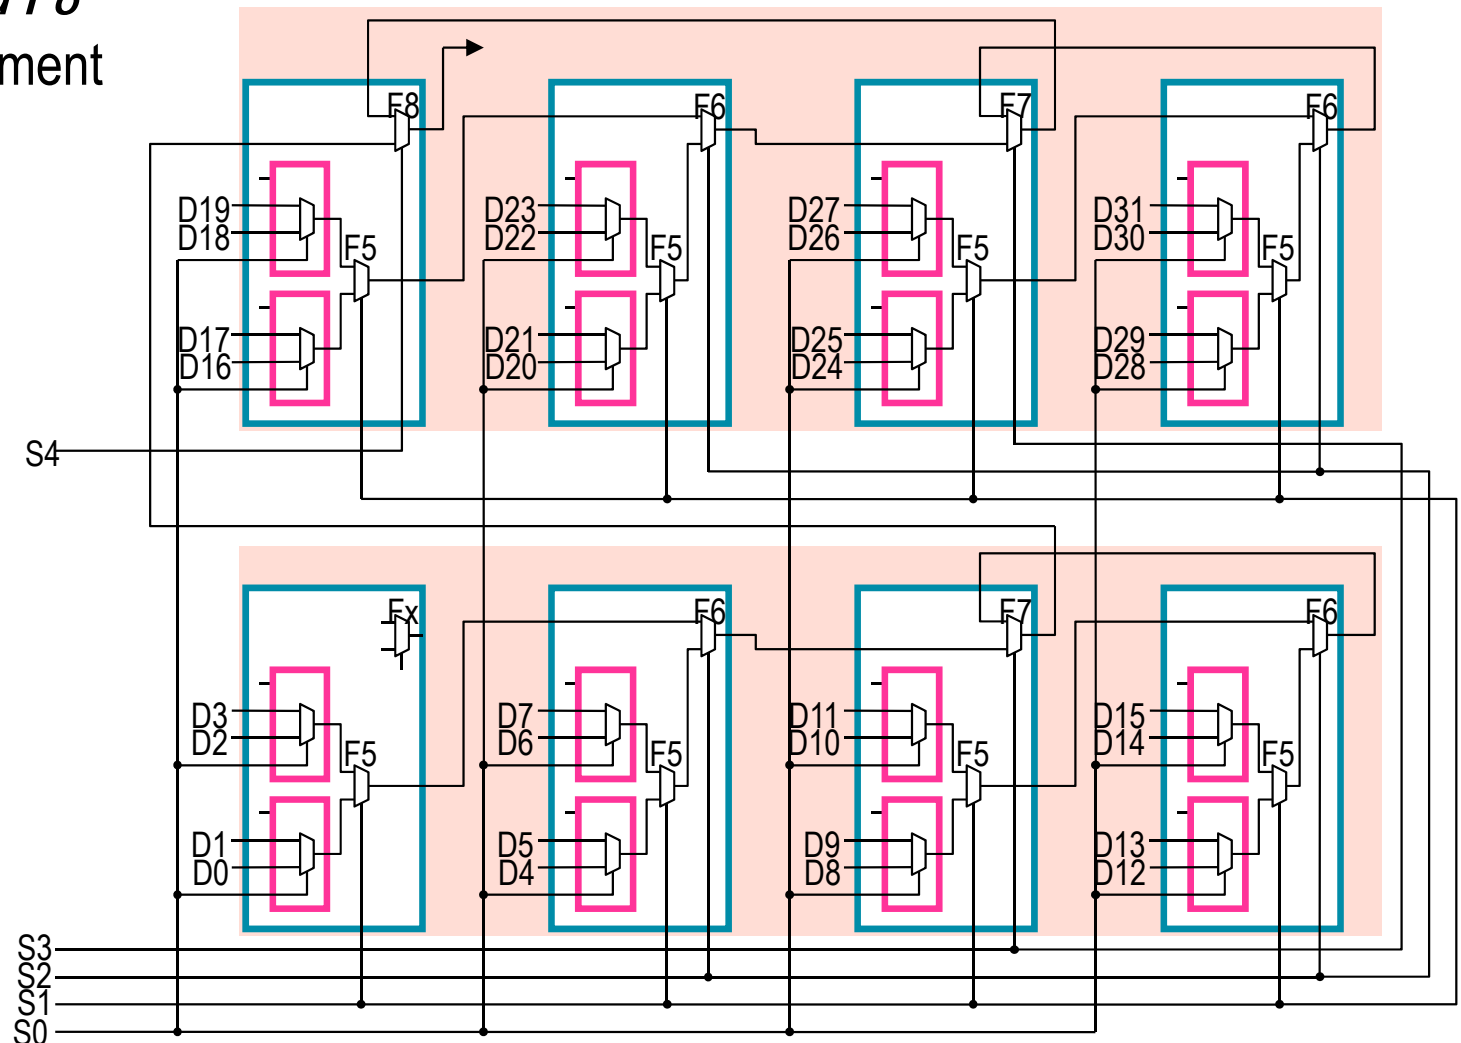 ment
F8 F6 F7 F6
D19 D23 D27 D31
D18 D22 D26 D30
F5 F5 F5 F5
D17 D21 D25 D29
D16 D20 D24 D28
S4
Fx F6 F7 F6
D3 D7 D11 D15
D2 D6 D10 D14
F5 F5 F5 F5
D1 D5 D9 D13
D0 D4 D8 D12
S3
S2
S1
S0